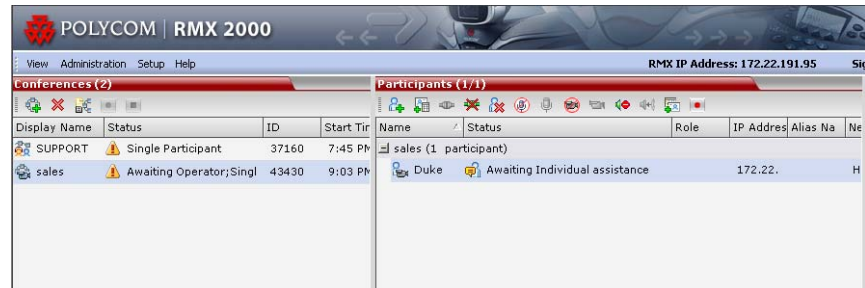 POLYCOM | RMX 2000
View Administration Setup Help RMX IP Address: 172.22.191.95
Conferences (2) Participants (1/1)
Display Name Status ID Start Tir Name Status Role IP Addres Alias Na Ne
SUPPORT Single Participant 37160 7:45 PM sales (1 participant)
sales Awaiting Operator;Singl 43430 9:03 PM Duke Awaiting Individual assistance 172.22. H